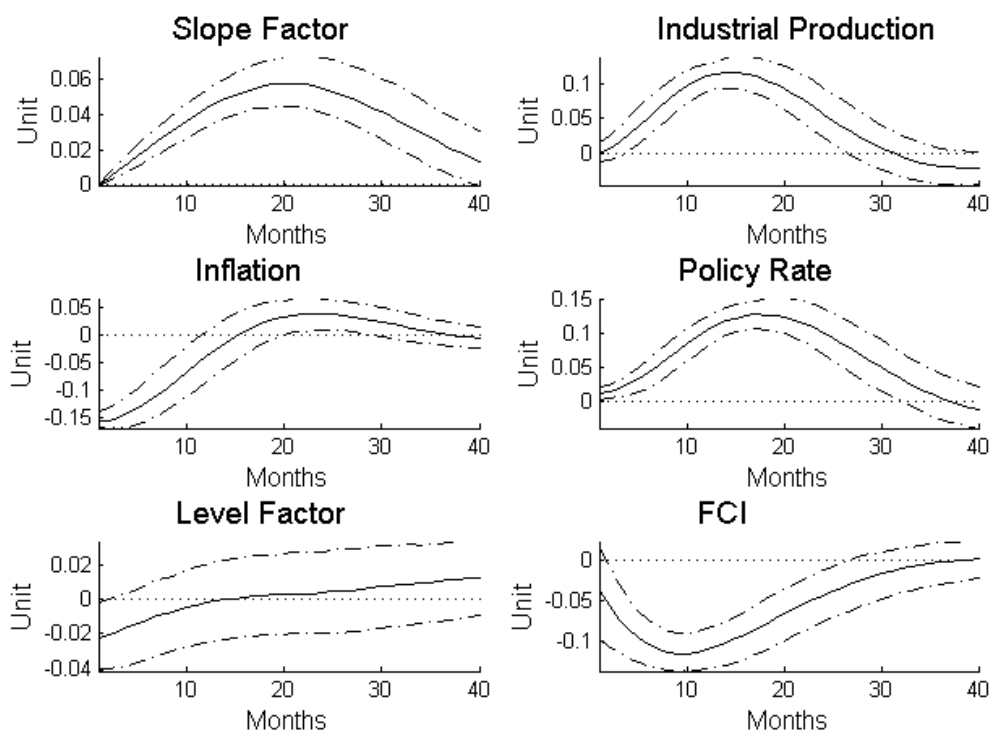 Slope Factor
Unit
0.06
0.04
0.02
0
10
20
30
40
Months
Industrial Production
Unit
0.1
0.05
0
10
20
30
40
Months
Inflation
Unit
0.05
0
-0.05
-0.1
-0.15
10
20
30
40
Months
Policy Rate
Unit
0.15
0.1
0.05
0
10
20
30
40
Months
Level Factor
Unit
0.02
0
-0.02
-0.04
10
20
30
40
Months
FCI
Unit
0
-0.05
-0.1
10
20
30
40
Months